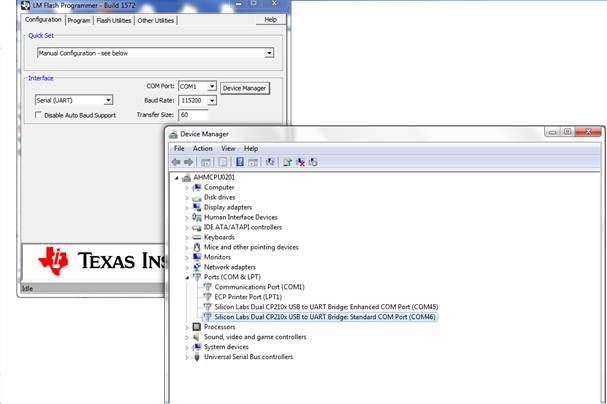 LM Flash Programmer - Build 1572
Configuration Program Flash Utilities Other Utilities Help
Quick Set
Manual Configuration - see below
Interface
COM Port: COM1 Device Manager
Serial (UART) Baud Rate: 115200
Disable Auto Baud Support Transfer Size: 60
Device Manager
File Action View Help
AHMCPU0201
Computer
Disk drives
Display adapters
Human Interface Devices
IDE ATA/ATAPI controllers
Keyboards
Mice and other pointing devices
Monitors
Network adapters
Ports (COM & LPT)
Communications Port (COM1)
ECP Printer Port (LPT1)
Silicon Labs Dual CP210x USB to UART Bridge: Enhanced COM Port (COM45)
Silicon Labs Dual CP210x USB to UART Bridge: Standard COM Port (COM46)
Processors
Sound, video and game controllers
System devices
Universal Serial Bus controllers
TEXAS INS
Idle